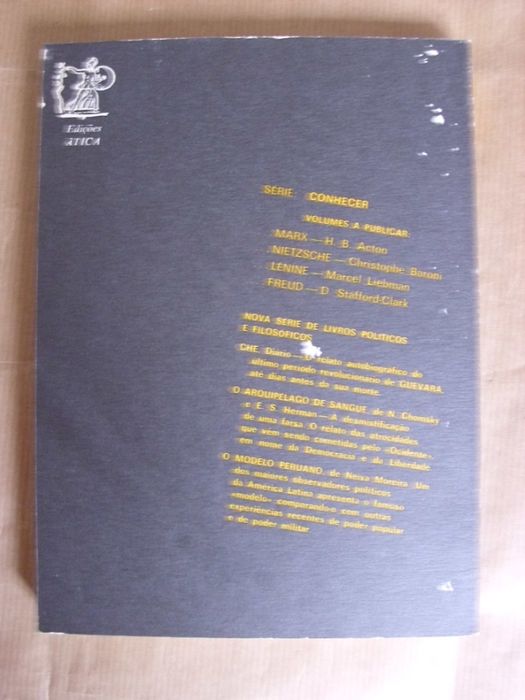 Edições
ÁTICA
SÉRIE: CONHECER
VOLUMES A PUBLICAR:
MARX — H. B. Acton
NIETZSCHE — Christophe Baroni
LENINE — Marcel Liebman
FREUD — D. Stafford-Clark
NOVA SÉRIE DE LIVROS POLÍTICOS
E FILOSÓFICOS
CHE, Diário — O relato autobiográfico do
último período revolucionário de GUEVARA,
até dias antes da sua morte.
O ARQUIPÉLAGO DE SANGUE, de N. Chomsky
e E. S. Herman — A desmistificação
de uma farsa. O relato das atrocidades
que vêm sendo cometidas pelo «Ocidente»
em nome da Democracia e da Liberdade
O MODELO PERUANO, de Neiva Moreira. Um
dos maiores observadores políticos
da América Latina apresenta o famoso
«modelo» comparando-o com outras
experiências recentes de poder popular
e de poder militar